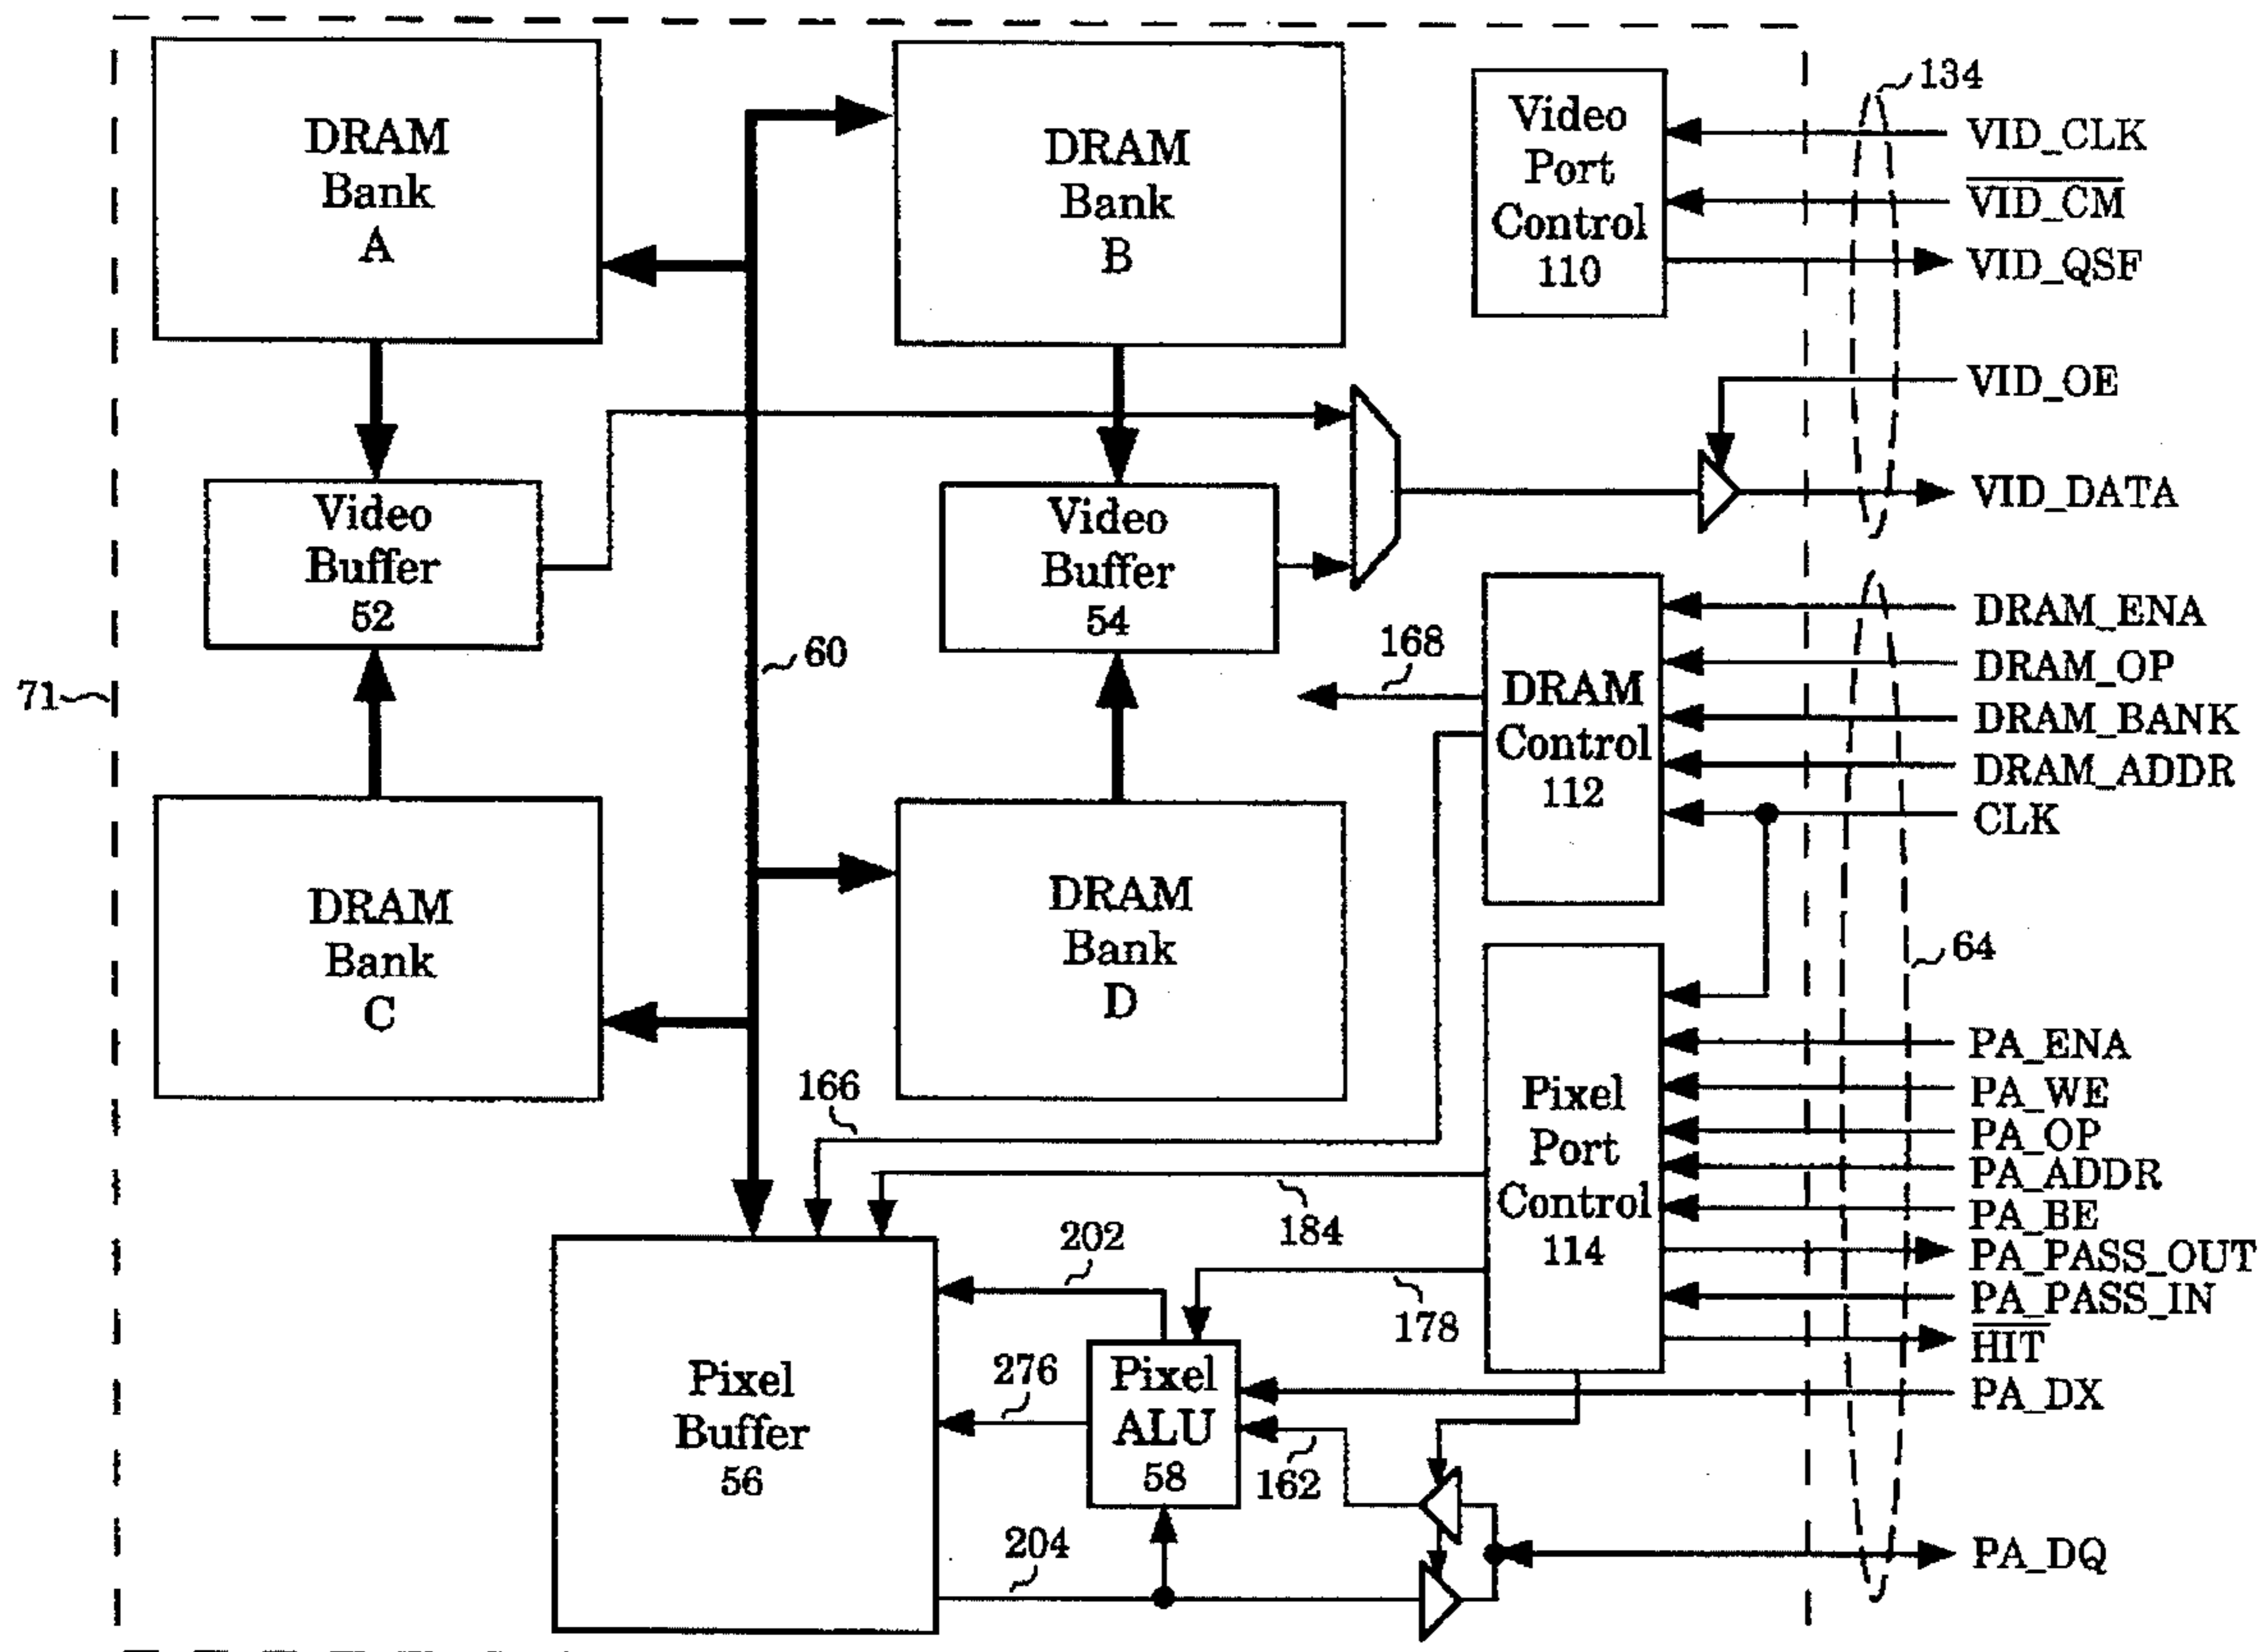 DRAM
Bank
A
DRAM
Bank
B
Video
Port
Control
110
134
VID_CLK
VID_CM
VID_QSF
VID_OE
VID_DATA
Video
Buffer
52
Video
Buffer
54
60
71
168
DRAM
Control
112
DRAM_ENA
DRAM_OP
DRAM_BANK
DRAM_ADDR
CLK
DRAM
Bank
C
DRAM
Bank
D
64
166
184
Pixel
Port
Control
114
PA_ENA
PA_WE
PA_OP
PA_ADDR
PA_BE
PA_PASS_OUT
PA_PASS_IN
HIT
PA_DX
PA_DQ
202
178
276
Pixel
Buffer
56
Pixel
ALU
58
162
204